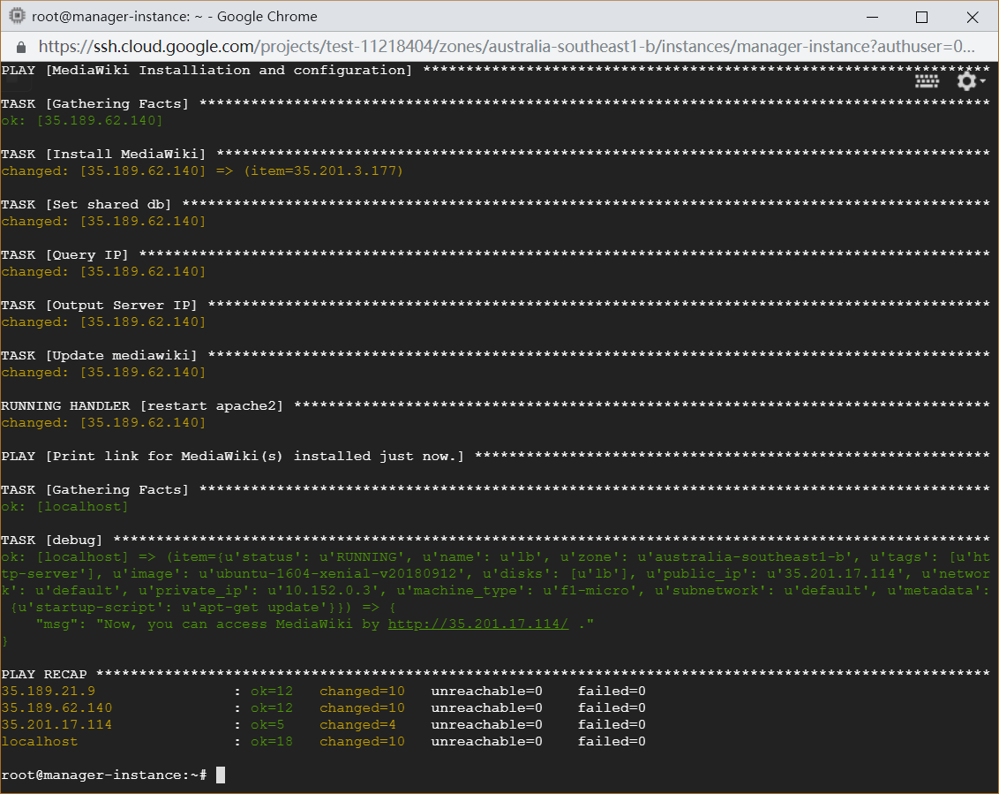 root@manager-instance: ~ - Google Chrome
https://ssh.cloud.google.com/projects/test-11218404/zones/australia-southeast1-b/instances/manager-instance?authuser=0...
PLAY [MediaWiki Installiation and configuration] ******************************************************************
TASK [Gathering Facts] ********************************************************************************************
ok: [35.189.62.140]
TASK [Install MediaWiki] ******************************************************************************************
changed: [35.189.62.140] => (item=35.201.3.177)
TASK [Set shared db] **********************************************************************************************
changed: [35.189.62.140]
TASK [Query IP] ***************************************************************************************************
changed: [35.189.62.140]
TASK [Output Server IP] *******************************************************************************************
changed: [35.189.62.140]
TASK [Update mediawiki] *******************************************************************************************
changed: [35.189.62.140]
RUNNING HANDLER [restart apache2] *********************************************************************************
changed: [35.189.62.140]
PLAY [Print link for MediaWiki(s) installed just now.] ************************************************************
TASK [Gathering Facts] ********************************************************************************************
ok: [localhost]
TASK [debug] ******************************************************************************************************
ok: [localhost] => (item={u'status': u'RUNNING', u'name': u'lb', u'zone': u'australia-southeast1-b', u'tags': [u'ht
tp-server'], u'image': u'ubuntu-1604-xenial-v20180912', u'disks': [u'lb'], u'public_ip': u'35.201.17.114', u'networ
k': u'default', u'private_ip': u'10.152.0.3', u'machine_type': u'f1-micro', u'subnetwork': u'default', u'metadata':
 {u'startup-script': u'apt-get update'}}) => {
    "msg": "Now, you can access MediaWiki by http://35.201.17.114/ ."
}
PLAY RECAP ********************************************************************************************************
35.189.21.9                : ok=12   changed=10   unreachable=0    failed=0
35.189.62.140              : ok=12   changed=10   unreachable=0    failed=0
35.201.17.114              : ok=5    changed=4    unreachable=0    failed=0
localhost                  : ok=18   changed=10   unreachable=0    failed=0
root@manager-instance:~#